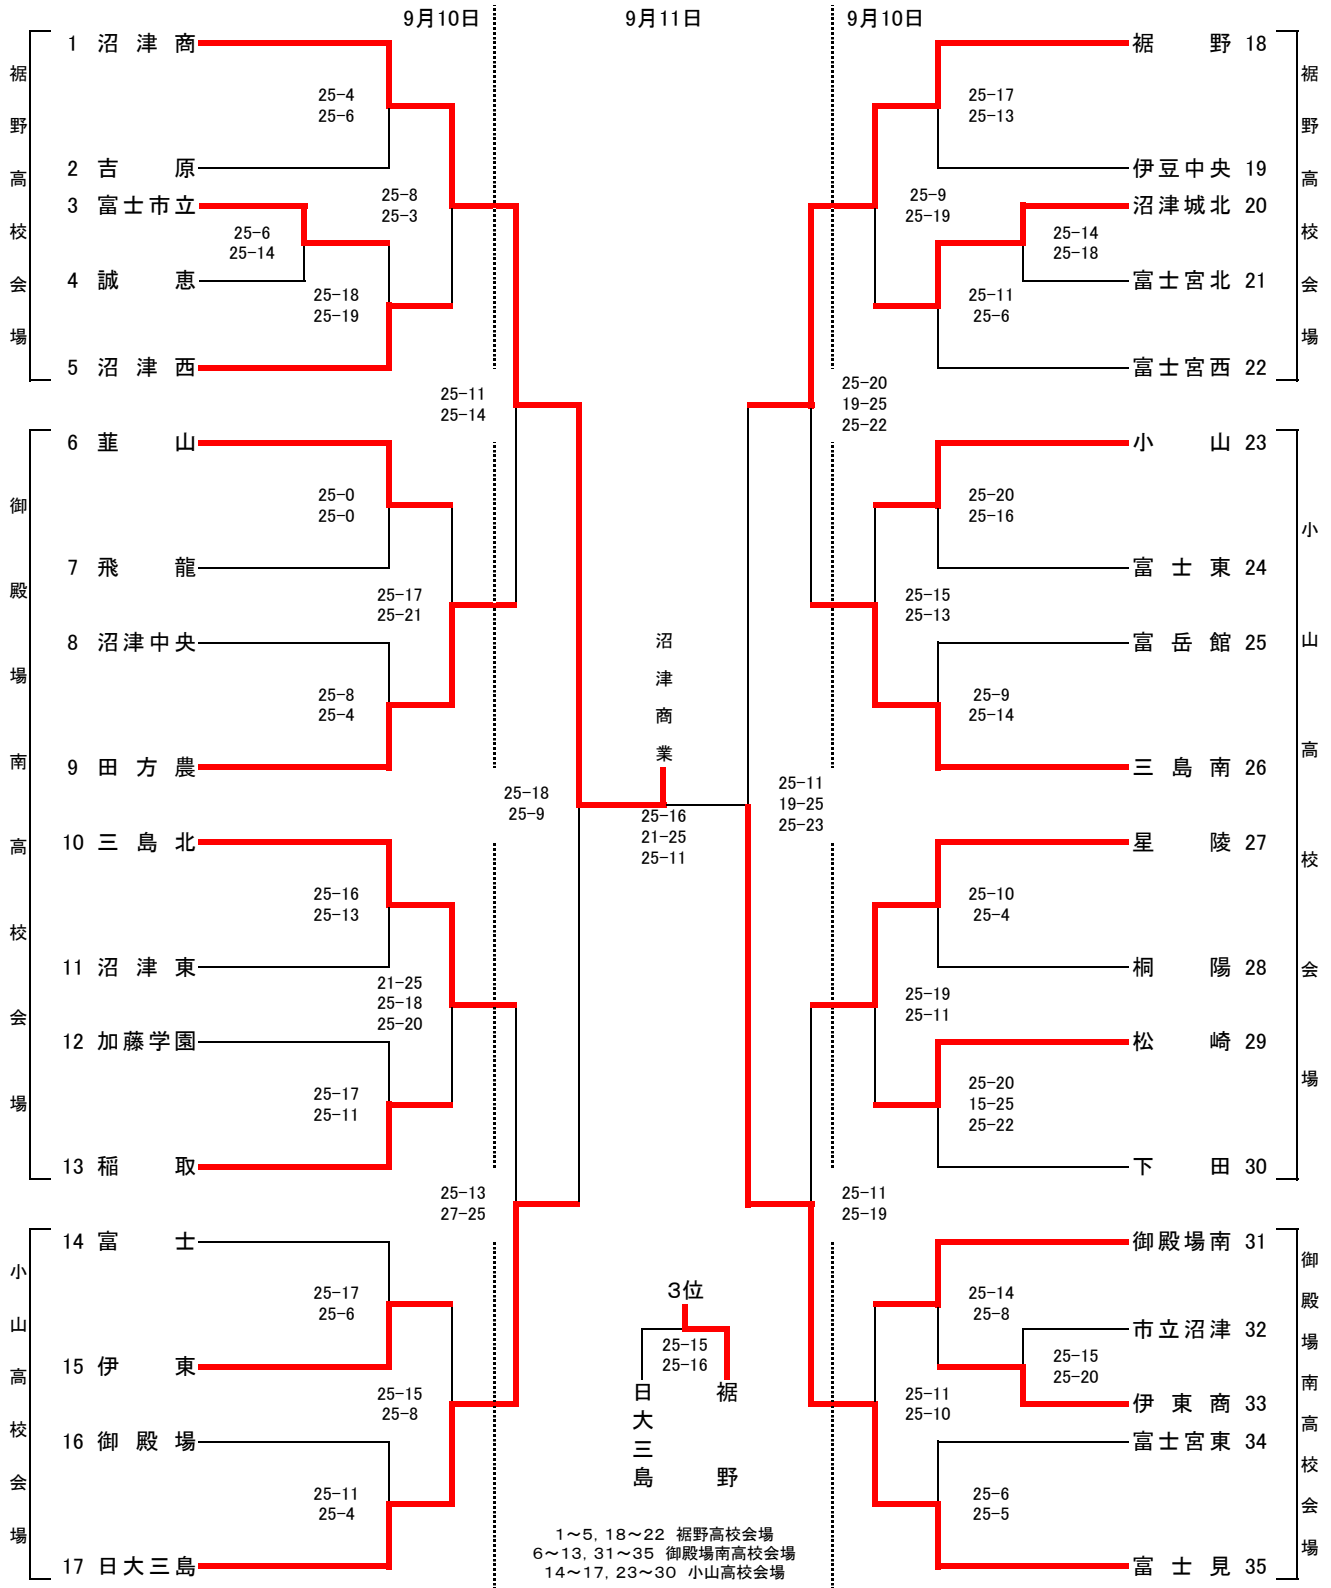 9月10日
9月11日
9月10日
裾野高校会場
1 沼津商
25-4
25-6
2 吉原
25-8
25-3
3 富士市立
25-6
25-14
4 誠恵
25-18
25-19
5 沼津西
25-11
25-14
御殿場南高校会場
6 韮山
25-0
25-0
7 飛龍
25-17
25-21
8 沼津中央
25-8
25-4
9 田方農
25-18
25-9
10 三島北
25-16
25-13
11 沼津東
21-25
25-18
25-20
12 加藤学園
25-17
25-11
13 稲取
25-13
27-25
小山高校会場
14 富士
25-17
25-6
15 伊東
25-15
25-8
16 御殿場
25-11
25-4
17 日大三島
沼津商業
25-16
21-25
25-11
3位
25-15
25-16
日大三島
裾野
1～5, 18～22 裾野高校会場
6～13, 31～35 御殿場南高校会場
14～17, 23～30 小山高校会場
裾野高校会場
裾野 18
25-17
25-13
伊豆中央 19
25-9
25-19
沼津城北 20
25-14
25-18
富士宮北 21
25-11
25-6
富士宮西 22
25-20
19-25
25-22
小山高校会場
小山 23
25-20
25-16
富士東 24
25-15
25-13
富岳館 25
25-9
25-14
三島南 26
25-11
19-25
25-23
星陵 27
25-10
25-4
桐陽 28
25-19
25-11
松崎 29
25-20
15-25
25-22
下田 30
25-11
25-19
御殿場南高校会場
御殿場南 31
25-14
25-8
市立沼津 32
25-15
25-20
伊東商 33
25-11
25-10
富士宮東 34
25-6
25-5
富士見 35